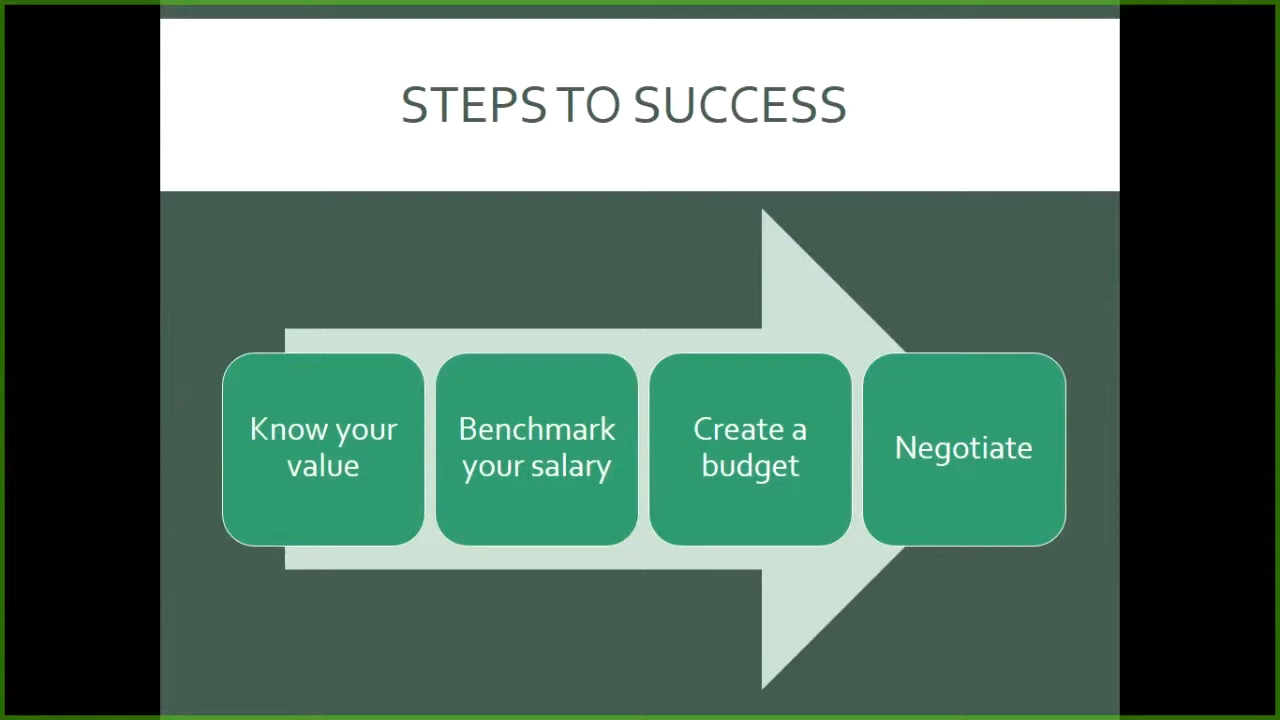 STEPS TO SUCCESS
Know your
value
Benchmark
your salary
Create a
budget
Negotiate